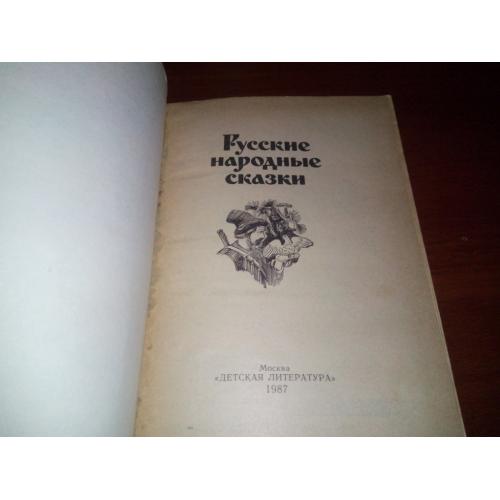 Русские
народные
сказки
Москва
«ДЕТСКАЯ ЛИТЕРАТУРА»
1987